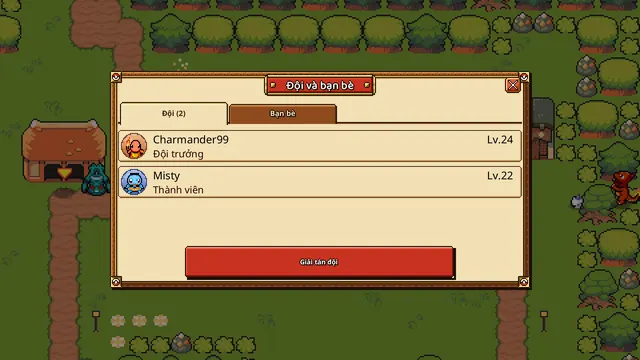 Đội và bạn bè
Đội (2)
Bạn bè
Charmander99
Lv.24
Đội trưởng
Misty
Lv.22
Thành viên
Giải tán đội